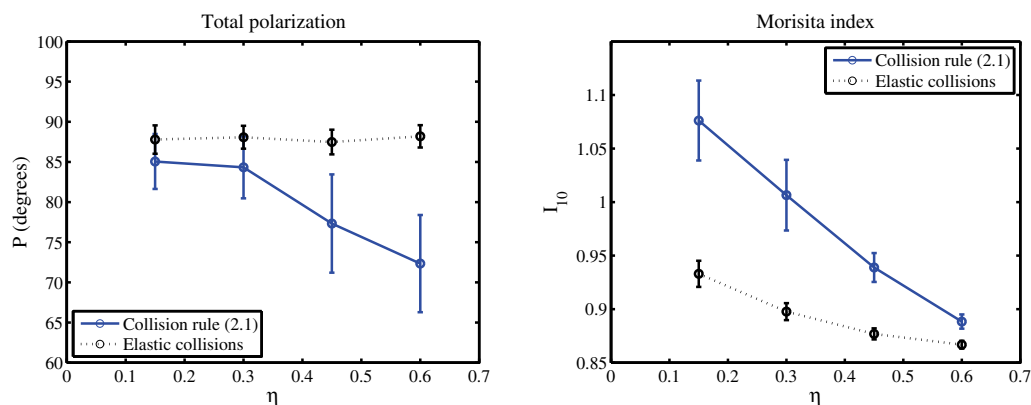 Total polarization
100
95
90
85
80
75
70
65
60
P (degrees)
Collision rule (2.1)
Elastic collisions
0 0.1 0.2 0.3 0.4 0.5 0.6 0.7
η
Morisita index
1.1
1.05
1
0.95
0.9
0.85
I10
Collision rule (2.1)
Elastic collisions
0 0.1 0.2 0.3 0.4 0.5 0.6 0.7
η